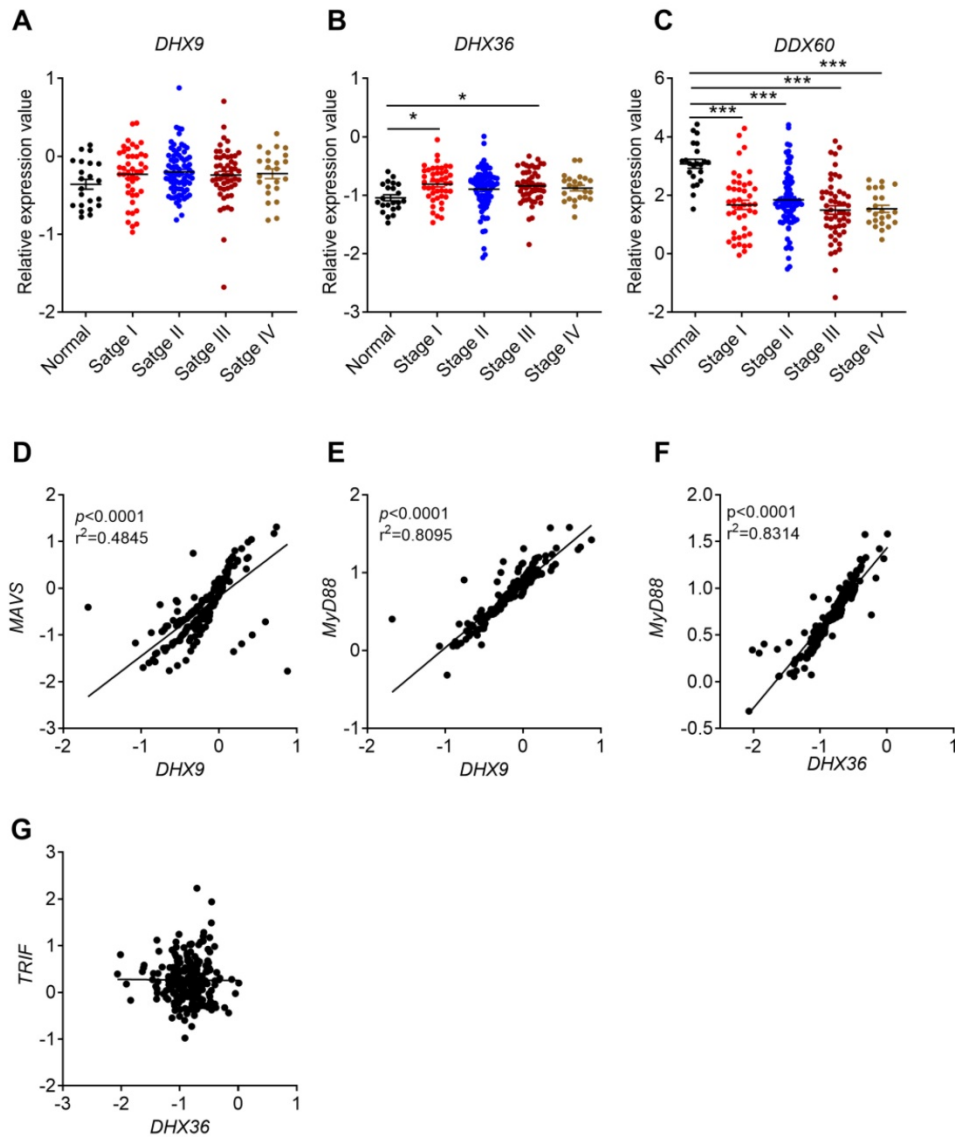 A
DHX9
Relative expression value
1
0
-1
-2
Normal
Satge I
Satge II
Satge III
Satge IV
B
DHX36
Relative expression value
1
0
-1
-2
-3
*
*
Normal
Stage I
Stage II
Stage III
Stage IV
C
DDX60
Relative expression value
6
4
2
0
-2
***
***
***
***
Normal
Stage I
Stage II
Stage III
Stage IV
D
p<0.0001
r²=0.4845
MAVS
2
1
0
-1
-2
-3
-2
-1
0
1
DHX9
E
p<0.0001
r²=0.8095
MyD88
2
1
0
-1
-2
-1
0
1
DHX9
F
p<0.0001
r²=0.8314
MyD88
2.0
1.5
1.0
0.5
0.0
-0.5
-2
-1
0
1
DHX36
G
TRIF
3
2
1
0
-1
-2
-3
-2
-1
0
1
DHX36